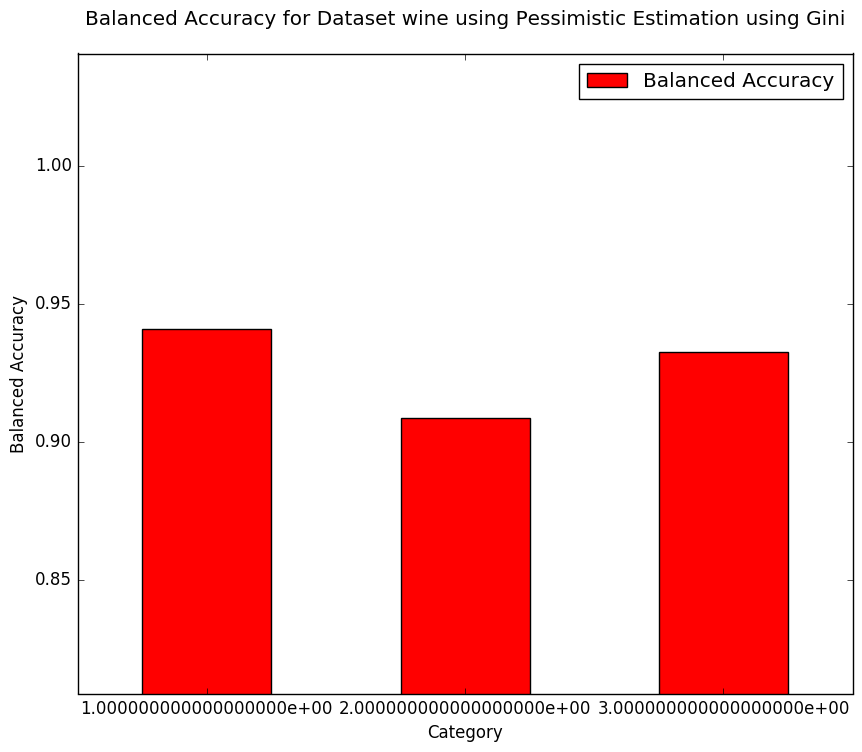 Balanced Accuracy for Dataset wine using Pessimistic Estimation using Gini
Balanced Accuracy
1.00
0.95
0.90
0.85
Balanced Accuracy
1.000000000000000000e+00 2.000000000000000000e+00 3.000000000000000000e+00
Category